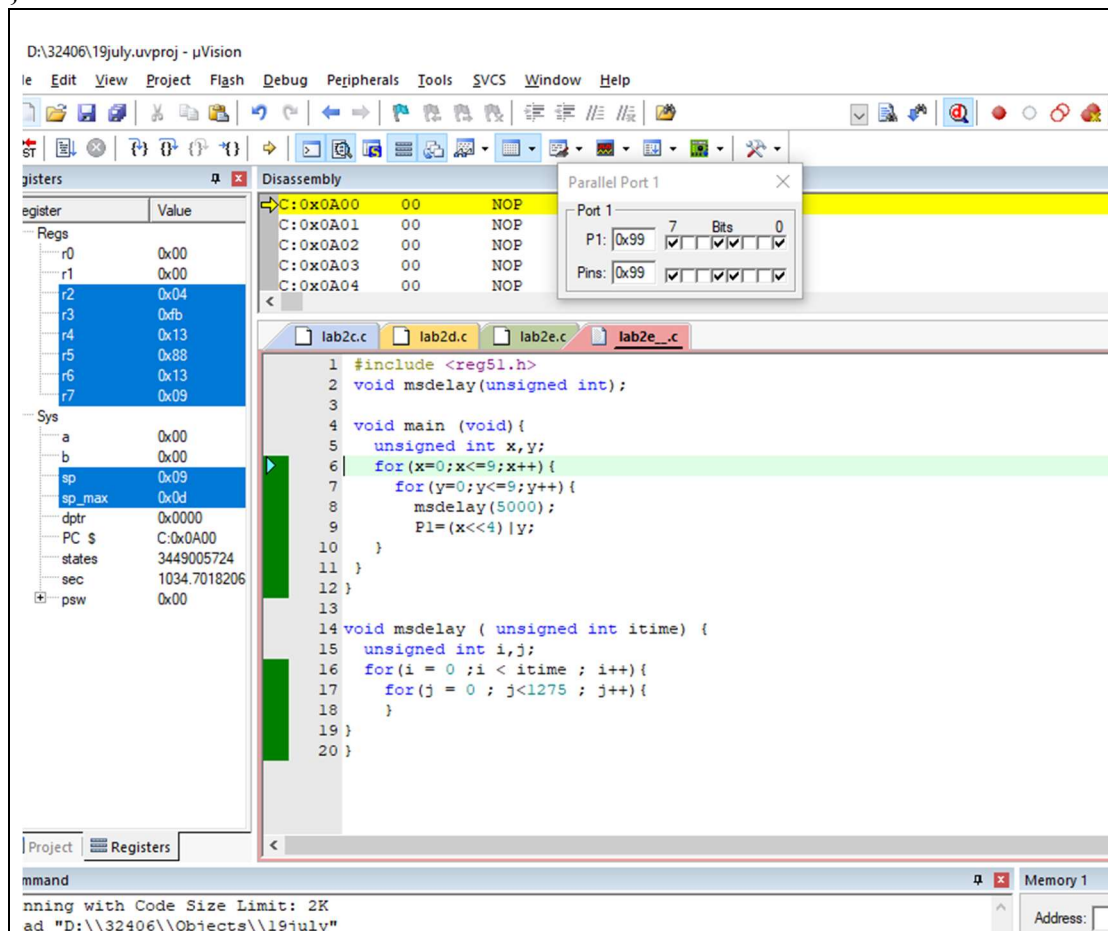 D:\32406\19july.uvproj - µVision
le Edit View Project Flash Debug Peripherals Tools SVCS Window Help
gisters
egister Value
Regs
r0 0x00
r1 0x00
r2 0x04
r3 0xfb
r4 0x13
r5 0x88
r6 0x13
r7 0x09
Sys
a 0x00
b 0x00
sp 0x09
sp_max 0x0d
dptr 0x0000
PC $ C:0x0A00
states 3449005724
sec 1034.7018206
psw 0x00
Project Registers
Disassembly
C:0x0A00 00 NOP
C:0x0A01 00 NOP
C:0x0A02 00 NOP
C:0x0A03 00 NOP
C:0x0A04 00 NOP
Parallel Port 1
Port 1
7 Bits 0
P1: 0x99
Pins: 0x99
lab2c.c lab2d.c lab2e.c lab2e__.c
1 #include <reg51.h>
2 void msdelay(unsigned int);
3
4 void main (void){
5 unsigned int x,y;
6 for(x=0;x<=9;x++){
7 for(y=0;y<=9;y++){
8 msdelay(5000);
9 P1=(x<<4)|y;
10 }
11 }
12 }
13
14 void msdelay ( unsigned int itime) {
15 unsigned int i,j;
16 for(i = 0 ;i < itime ; i++){
17 for(j = 0 ; j<1275 ; j++){
18 }
19 }
20 }
mmand
nning with Code Size Limit: 2K
ad "D:\\32406\\Objects\\19july"
Memory 1
Address: